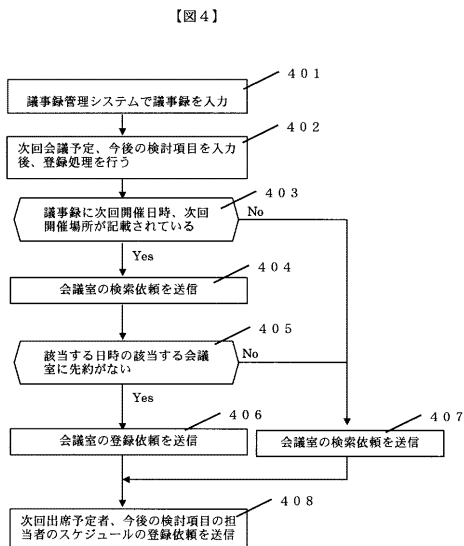 【図４】
４０１
議事録管理システムで議事録を入力
４０２
次回会議予定、今後の検討項目を入力
後、登録処理を行う
４０３
議事録に次回開催日時、次回
開催場所が記載されている
No
Yes
４０４
会議室の検索依頼を送信
４０５
該当する日時の該当する会議
室に先約がない
No
Yes
４０６
会議室の登録依頼を送信
４０７
会議室の検索依頼を送信
４０８
次回出席予定者、今後の検討項目の担
当者のスケジュールの登録依頼を送信